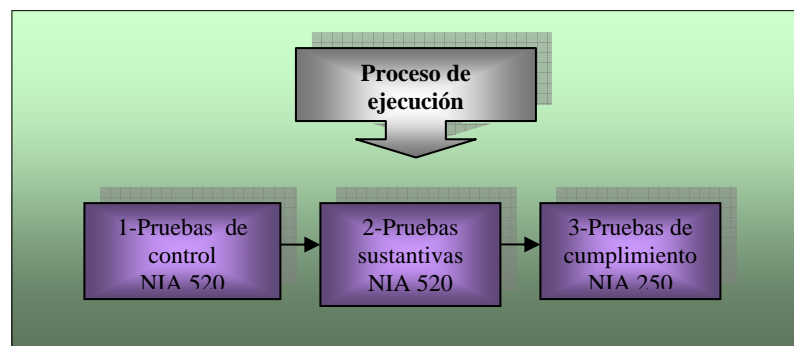 Proceso de
ejecución
1-Pruebas de
control
NIA 520
2-Pruebas
sustantivas
NIA 520
3-Pruebas de
cumplimiento
NIA 250